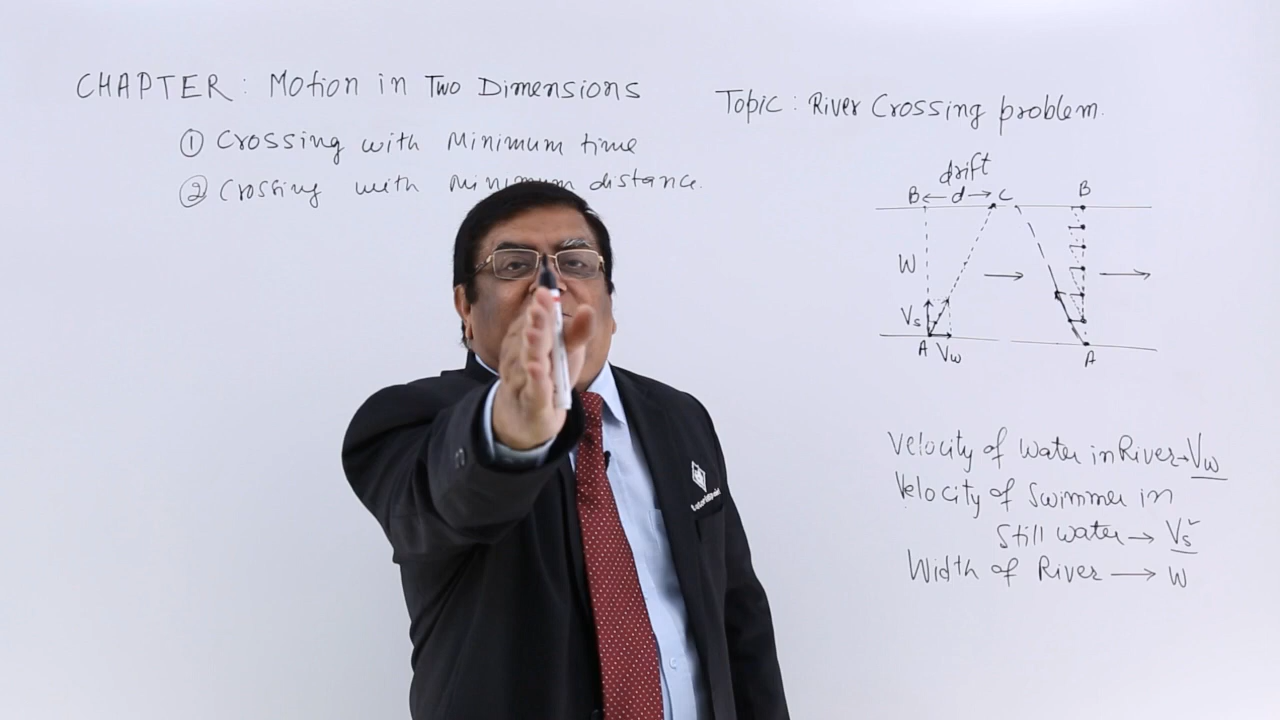 CHAPTER: Motion in Two Dimensions
① Crossing with Minimum time
② Crossing with Minimum distance.
Topic: River Crossing problem.
drift
B ← d → C
B
W
Vs
A Vw
A
Velocity of Water in River → Vw
Velocity of Swimmer in
Still water → Vs
Width of River → W